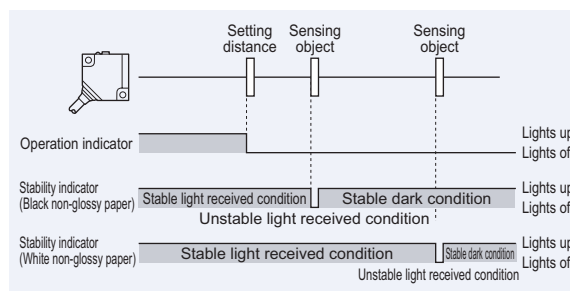 Setting distance
Sensing object
Sensing object
Operation indicator
Lights up
Lights of
Stability indicator
(Black non-glossy paper)
Stable light received condition
Stable dark condition
Lights up
Lights of
Unstable light received condition
Stability indicator
(White non-glossy paper)
Stable light received condition
Stable dark condition
Lights up
Lights of
Unstable light received condition